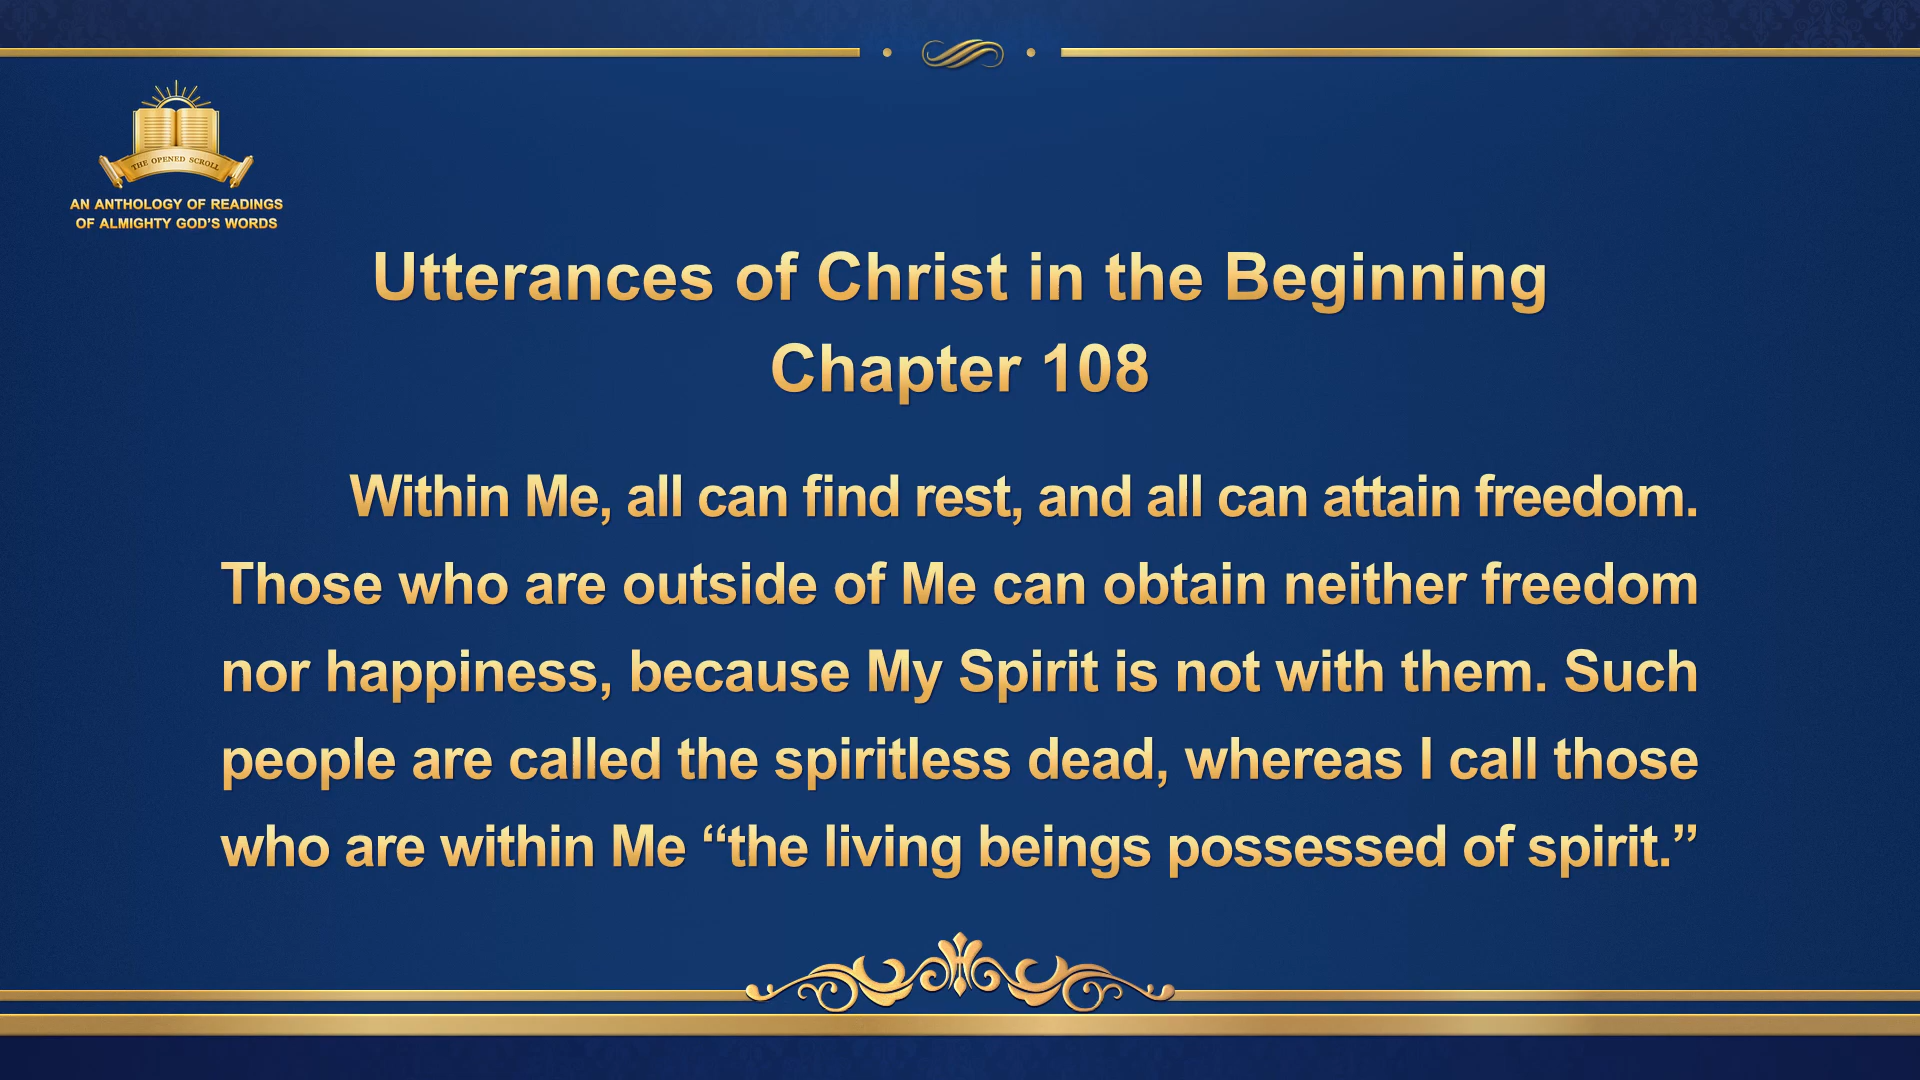 THE OPENED SCROLL
AN ANTHOLOGY OF READINGS
OF ALMIGHTY GOD'S WORDS
Utterances of Christ in the Beginning
Chapter 108
Within Me, all can find rest, and all can attain freedom.
Those who are outside of Me can obtain neither freedom
nor happiness, because My Spirit is not with them. Such
people are called the spiritless dead, whereas I call those
who are within Me “the living beings possessed of spirit.”